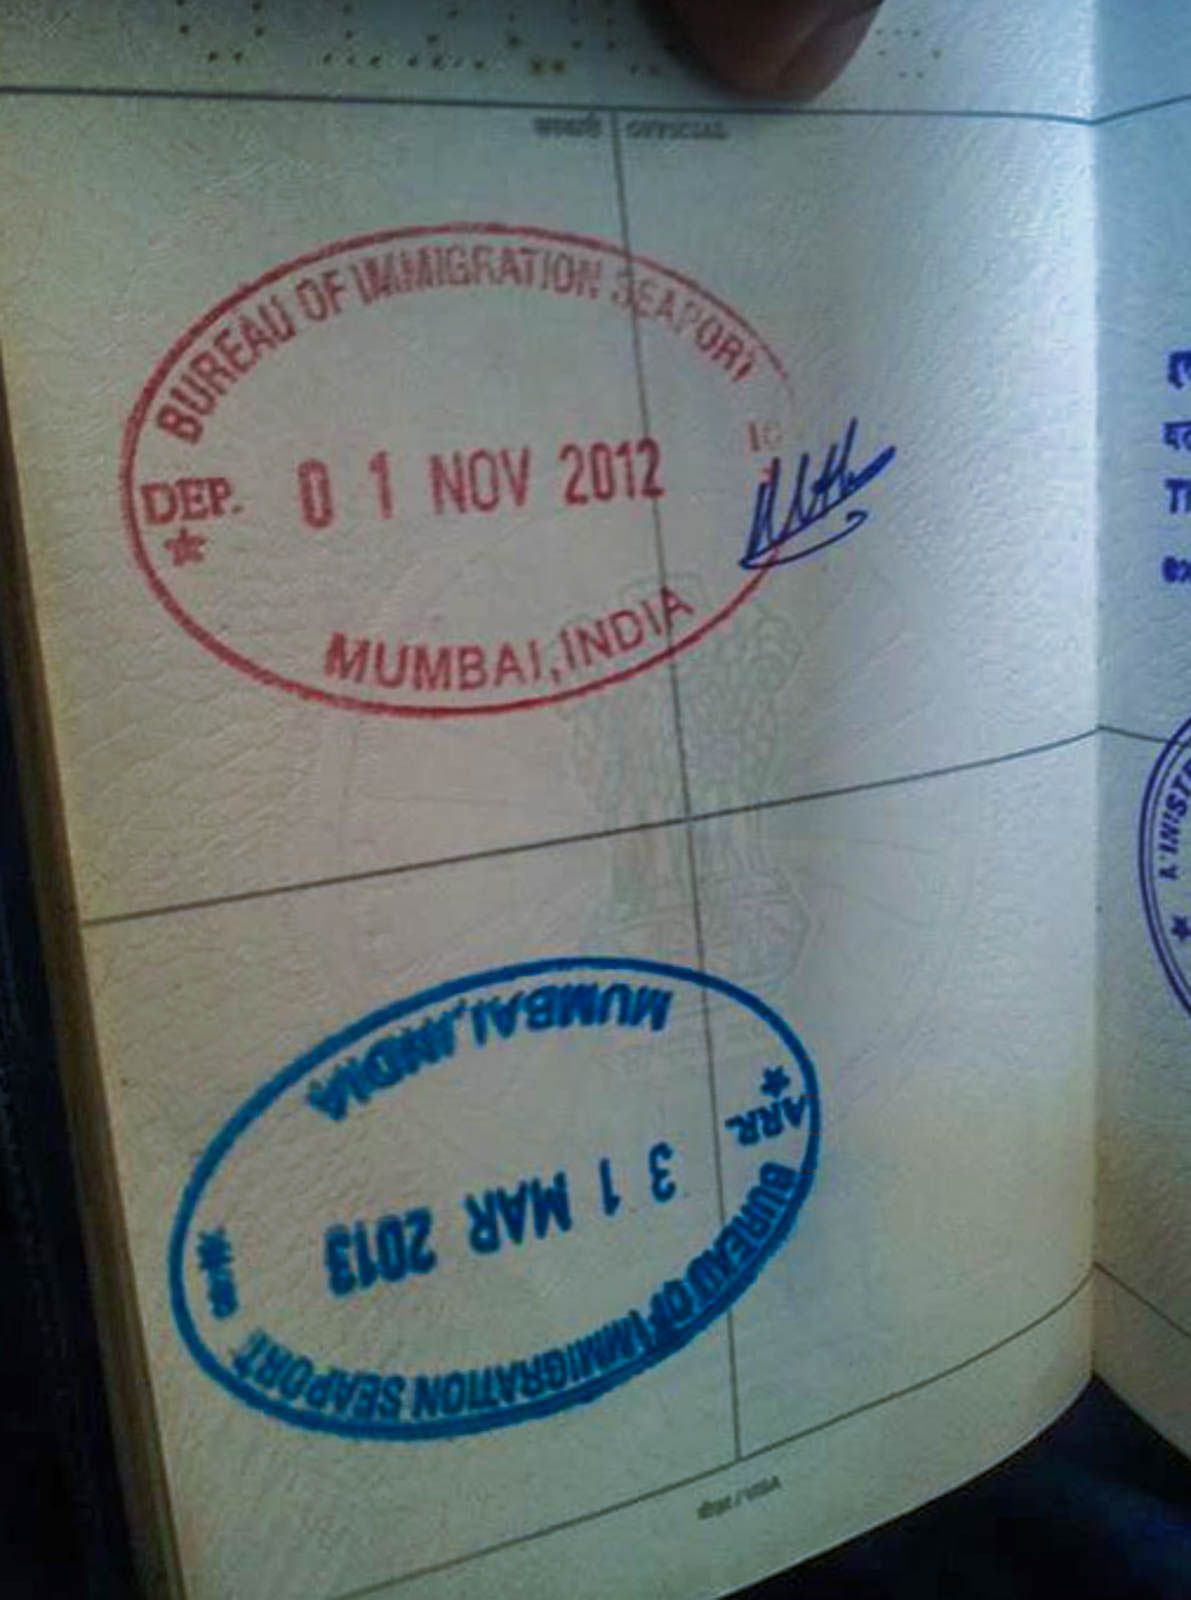 OFFICIAL
BUREAU OF IMMIGRATION SEAPORT
DEP. 01 NOV 2012
MUMBAI, INDIA
BUREAU OF IMMIGRATION SEAPORT
ARR.
31 MAR 2013
MUMBAI, INDIA
वीज़ा / VISA